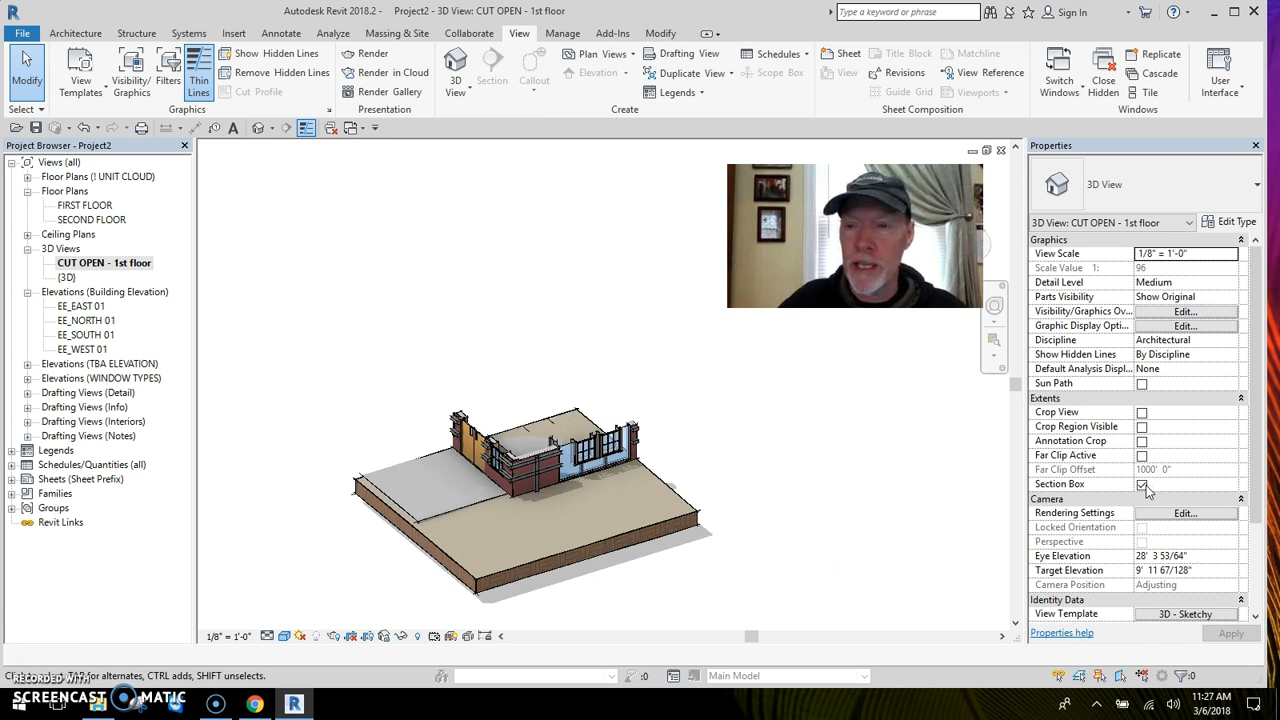 Autodesk Revit 2018.2 - Project2 - 3D View: CUT OPEN - 1st floor
Type a keyword or phrase
Sign In
File Architecture Structure Systems Insert Annotate Analyze Massing & Site Collaborate View Manage Add-Ins Modify
Modify
View Templates
Visibility/ Graphics
Filters
Thin Lines
Show Hidden Lines
Remove Hidden Lines
Cut Profile
Render
Render in Cloud
Render Gallery
3D View
Section
Callout
Plan Views
Elevation
Drafting View
Duplicate View
Legends
Schedules
Scope Box
Sheet
View
Title Block
Revisions
Guide Grid
Matchline
View Reference
Viewports
Switch Windows
Close Hidden
Replicate
Cascade
Tile
User Interface
Select Graphics Presentation Create Sheet Composition Windows
Project Browser - Project2
Views (all)
Floor Plans (! UNIT CLOUD)
Floor Plans
FIRST FLOOR
SECOND FLOOR
Ceiling Plans
3D Views
CUT OPEN - 1st floor
{3D}
Elevations (Building Elevation)
EE_EAST 01
EE_NORTH 01
EE_SOUTH 01
EE_WEST 01
Elevations (TBA ELEVATION)
Elevations (WINDOW TYPES)
Drafting Views (Detail)
Drafting Views (Info)
Drafting Views (Interiors)
Drafting Views (Notes)
Legends
Schedules/Quantities (all)
Sheets (Sheet Prefix)
Families
Groups
Revit Links
Properties
3D View
3D View: CUT OPEN - 1st floor Edit Type
Graphics
View Scale 1/8" = 1'-0"
Scale Value 1: 96
Detail Level Medium
Parts Visibility Show Original
Visibility/Graphics Ov... Edit...
Graphic Display Opti... Edit...
Discipline Architectural
Show Hidden Lines By Discipline
Default Analysis Displ... None
Sun Path
Extents
Crop View
Crop Region Visible
Annotation Crop
Far Clip Active
Far Clip Offset 1000' 0"
Section Box
Camera
Rendering Settings Edit...
Locked Orientation
Perspective
Eye Elevation 28' 3 53/64"
Target Elevation 9' 11 67/128"
Camera Position Adjusting
Identity Data
View Template 3D - Sketchy
Properties help Apply
1/8" = 1'-0"
TAB for alternates, CTRL adds, SHIFT unselects.
:0
Main Model
:0
RECORDED WITH
SCREENCAST MATIC
11:27 AM
3/6/2018